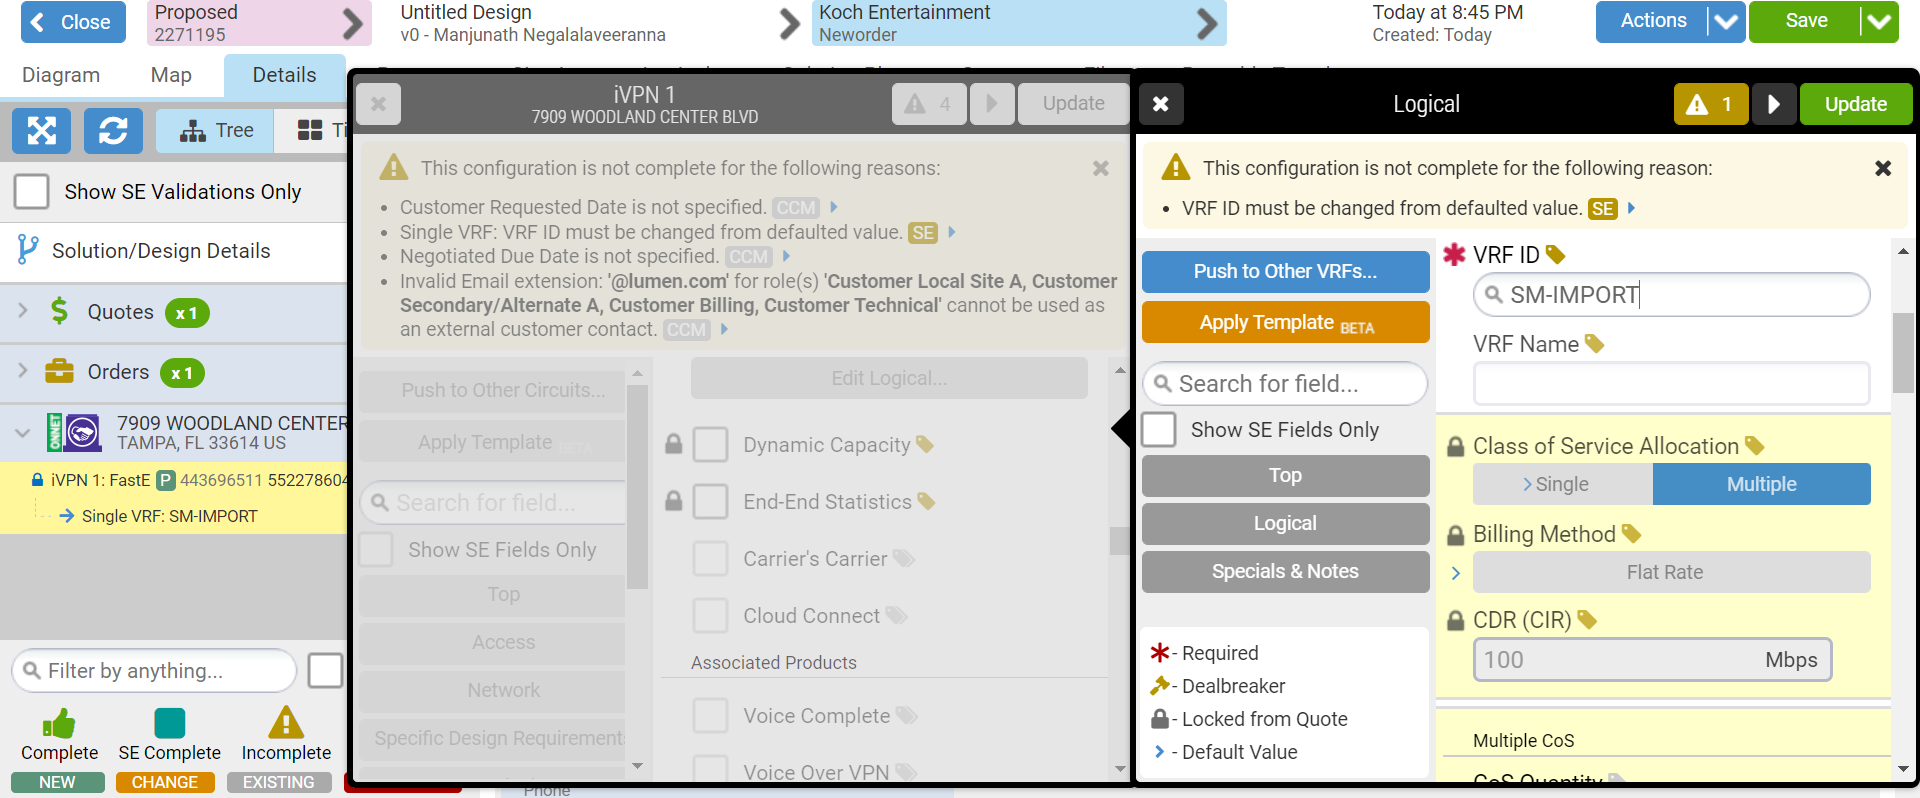 Close
Proposed
2271195
Untitled Design
v0 - Manjunath Negalalaveeranna
Koch Entertainment
Neworder
Today at 8:45 PM
Created: Today
Actions
Save
Diagram
Map
Details
Tree
Show SE Validations Only
Solution/Design Details
Quotes
x 1
Orders
x 1
ONNET
7909 WOODLAND CENTER
TAMPA, FL 33614 US
iVPN 1: FastE P 443696511 552278604
Single VRF: SM-IMPORT
Filter by anything...
Complete
SE Complete
Incomplete
NEW
CHANGE
EXISTING
iVPN 1
7909 WOODLAND CENTER BLVD
4
Update
This configuration is not complete for the following reasons:
• Customer Requested Date is not specified. CCM
• Single VRF: VRF ID must be changed from defaulted value. SE
• Negotiated Due Date is not specified. CCM
• Invalid Email extension: '@lumen.com' for role(s) 'Customer Local Site A, Customer
Secondary/Alternate A, Customer Billing, Customer Technical' cannot be used as
an external customer contact. CCM
Push to Other Circuits...
Apply Template BETA
Search for field...
Show SE Fields Only
Top
Access
Network
Specific Design Requirement
Edit Logical...
Dynamic Capacity
End-End Statistics
Carrier's Carrier
Cloud Connect
Associated Products
Voice Complete
Voice Over VPN
Phone
Logical
1
Update
This configuration is not complete for the following reason:
• VRF ID must be changed from defaulted value. SE
Push to Other VRFs...
Apply Template BETA
Search for field...
Show SE Fields Only
Top
Logical
Specials & Notes
- Required
- Dealbreaker
- Locked from Quote
- Default Value
VRF ID
SM-IMPORT
VRF Name
Class of Service Allocation
Single
Multiple
Billing Method
Flat Rate
CDR (CIR)
100
Mbps
Multiple CoS
CoS Quantity